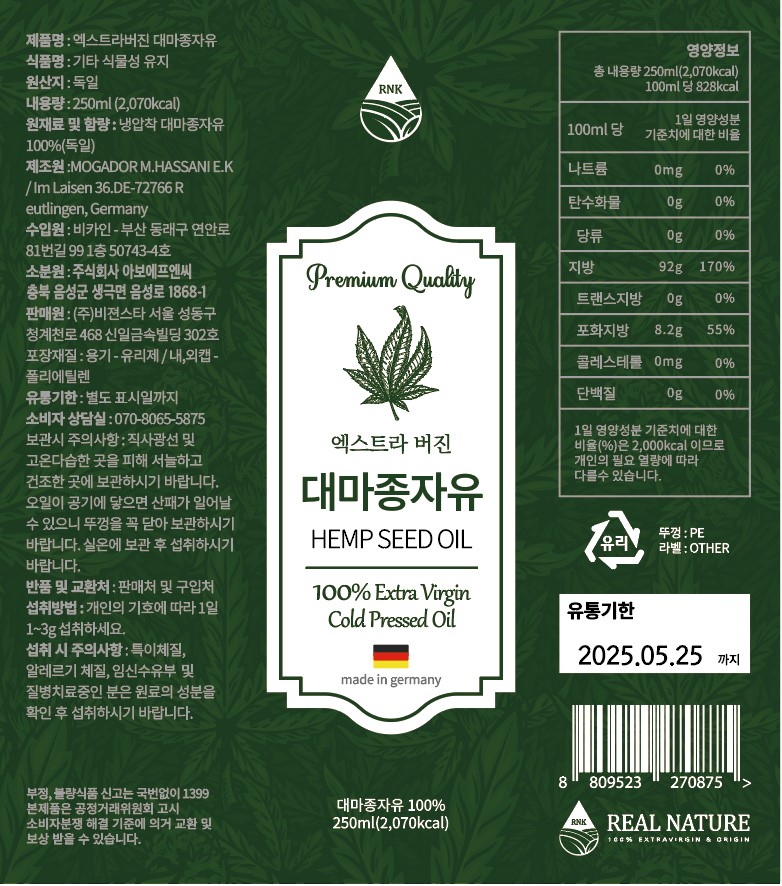 제품명 : 엑스트라버진 대마종자유
식품명 : 기타 식물성 유지
원산지 : 독일
내용량 : 250ml (2,070kcal)
원재료 및 함량 : 냉압착 대마종자유
100%(독일)
제조원 :MOGADOR M.HASSANI E.K
/ Im Laisen 36.DE-72766 R
eutlingen, Germany
수입원 : 비카인 - 부산 동래구 연안로
81번길 99 1층 50743-4호
소분원 : 주식회사 아보에프엔씨
충북 음성군 생극면 음성로 1868-1
판매원 : (주)비젼스타 서울 성동구
청계천로 468 신일금속빌딩 302호
포장재질 : 용기 - 유리제 / 내,외캡 -
폴리에틸렌
유통기한 : 별도 표시일까지
소비자 상담실 : 070-8065-5875
보관시 주의사항 : 직사광선 및
고온다습한 곳을 피해 서늘하고
건조한 곳에 보관하시기 바랍니다.
오일이 공기에 닿으면 산패가 일어날
수 있으니 뚜껑을 꼭 닫아 보관하시기
바랍니다. 실온에 보관 후 섭취하시기
바랍니다.
반품 및 교환처 : 판매처 및 구입처
섭취방법 : 개인의 기호에 따라 1일
1~3g 섭취하세요.
섭취 시 주의사항 : 특이체질,
알레르기 체질, 임신수유부 및
질병치료중인 분은 원료의 성분을
확인 후 섭취하시기 바랍니다.
부정, 불량식품 신고는 국번없이 1399
본제품은 공정거래위원회 고시
소비자분쟁 해결 기준에 의거 교환 및
보상 받을 수 있습니다.
RNK
Premium Quality
엑스트라 버진
대마종자유
HEMP SEED OIL
100% Extra Virgin
Cold Pressed Oil
made in germany
대마종자유 100%
250ml(2,070kcal)
영양정보
총 내용량 250ml(2,070kcal)
100ml 당 828kcal
100ml 당 1일 영양성분
기준치에 대한 비율
나트륨 0mg 0%
탄수화물 0g 0%
당류 0g 0%
지방 92g 170%
트랜스지방 0g 0%
포화지방 8.2g 55%
콜레스테롤 0mg 0%
단백질 0g 0%
1일 영양성분 기준치에 대한
비율(%)은 2,000kcal 이므로
개인의 필요 열량에 따라
다를수 있습니다.
유리
뚜껑 : PE
라벨 : OTHER
유통기한
2025.05.25 까지
8 809523 270875 >
RNK
REAL NATURE
100% EXTRAVIRGIN & ORIGIN